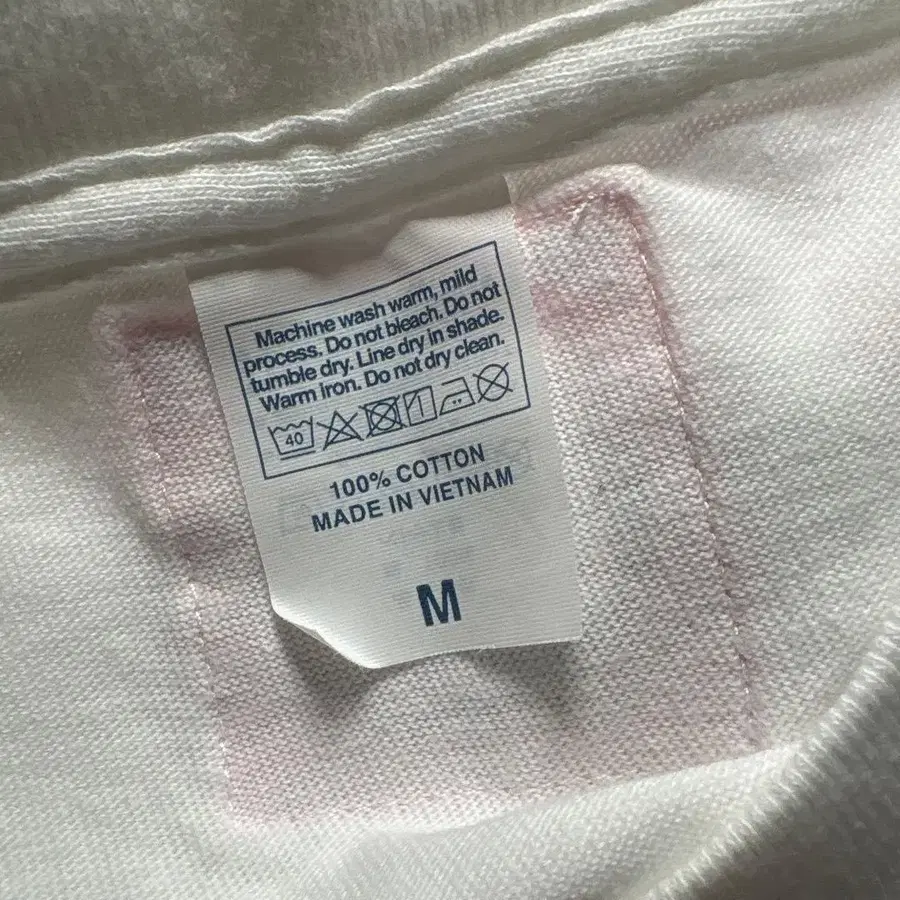 Machine wash warm, mild
process. Do not bleach. Do not
tumble dry. Line dry in shade.
Warm iron. Do not dry clean.
40
100% COTTON
MADE IN VIETNAM
M